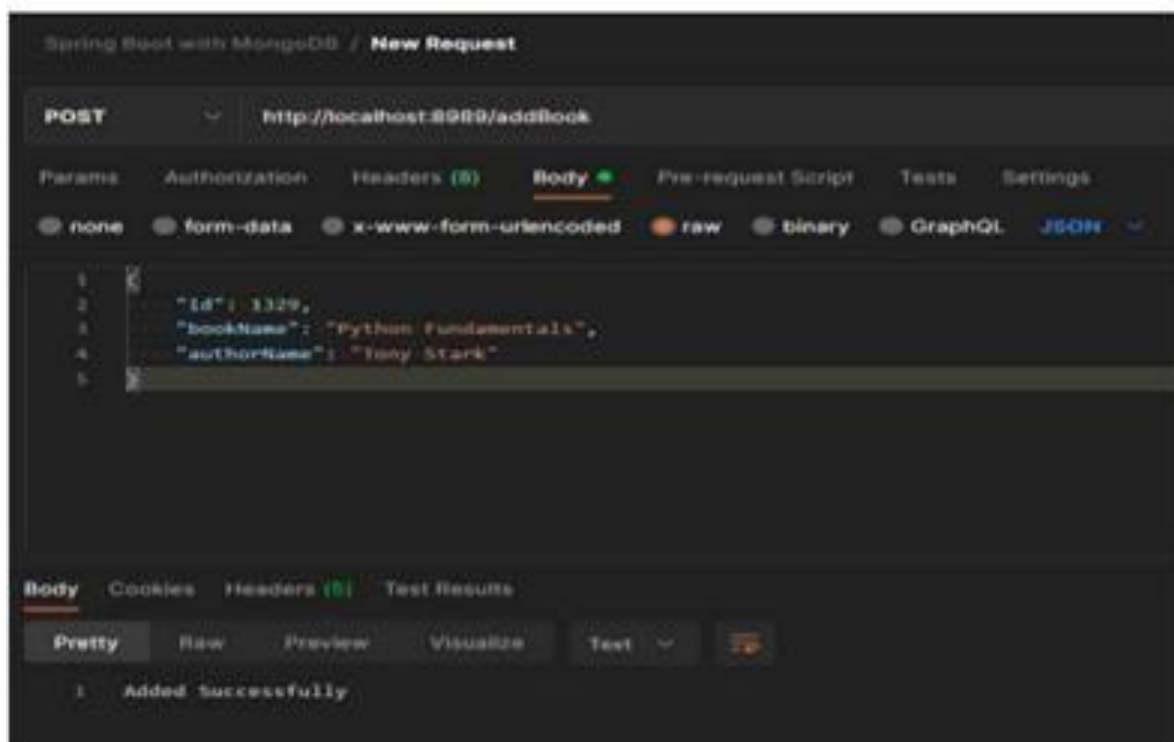 Spring Boot with MongoDB / New Request
POST http://localhost:8989/addBook
Params Authorization Headers (8) Body Pre-request Script Tests Settings
none form-data x-www-form-urlencoded raw binary GraphQL JSON
1 {
2 "id": 1329,
3 "bookName": "Python Fundamentals",
4 "authorName": "Tony Stark"
5 }
Body Cookies Headers (5) Test Results
Pretty Raw Preview Visualize Text
1 Added Successfully